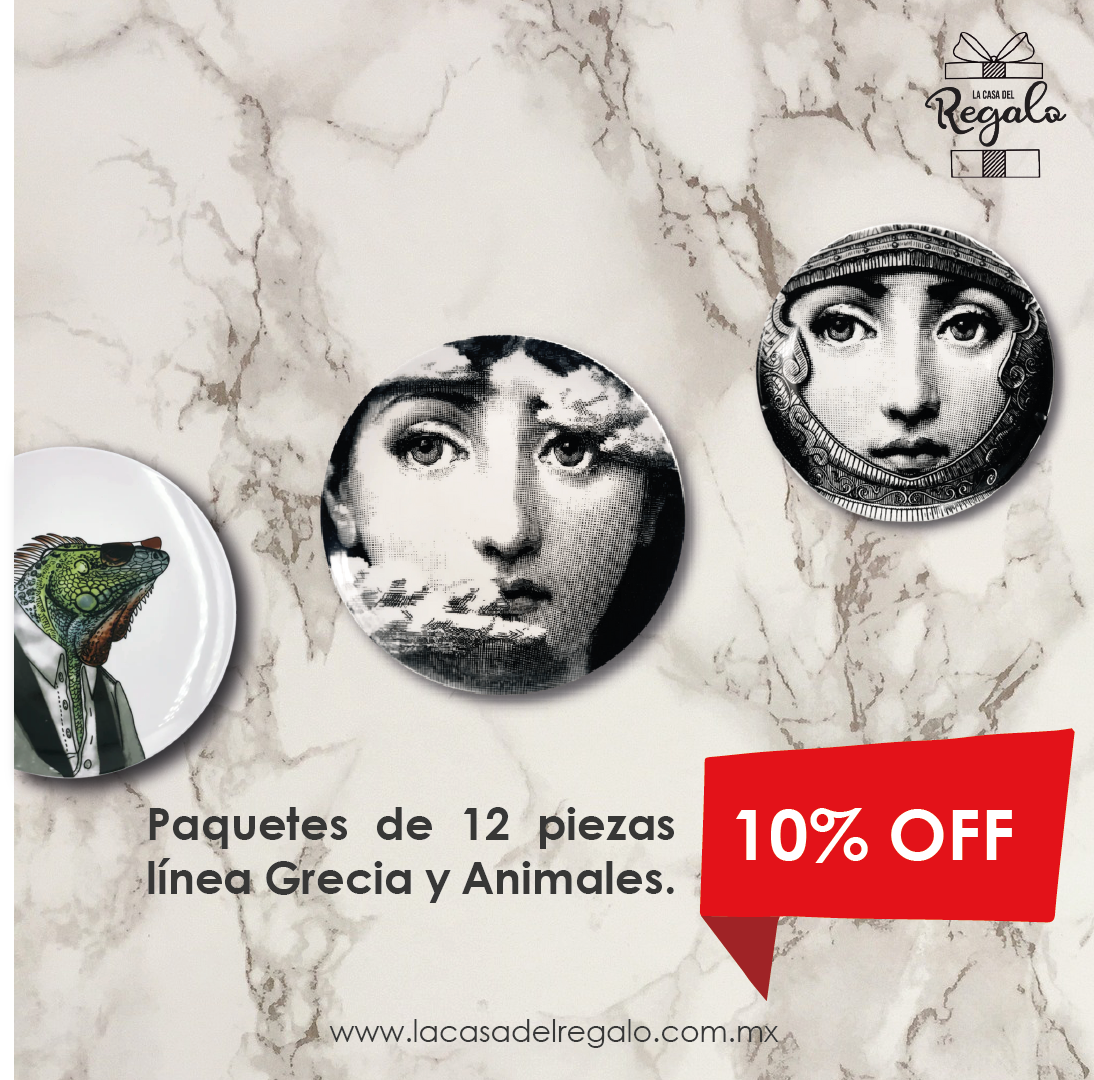 LA CASA DEL
Regalo
Paquetes de 12 piezas
línea Grecia y Animales.
10% OFF
www.lacasadelregalo.com.mx